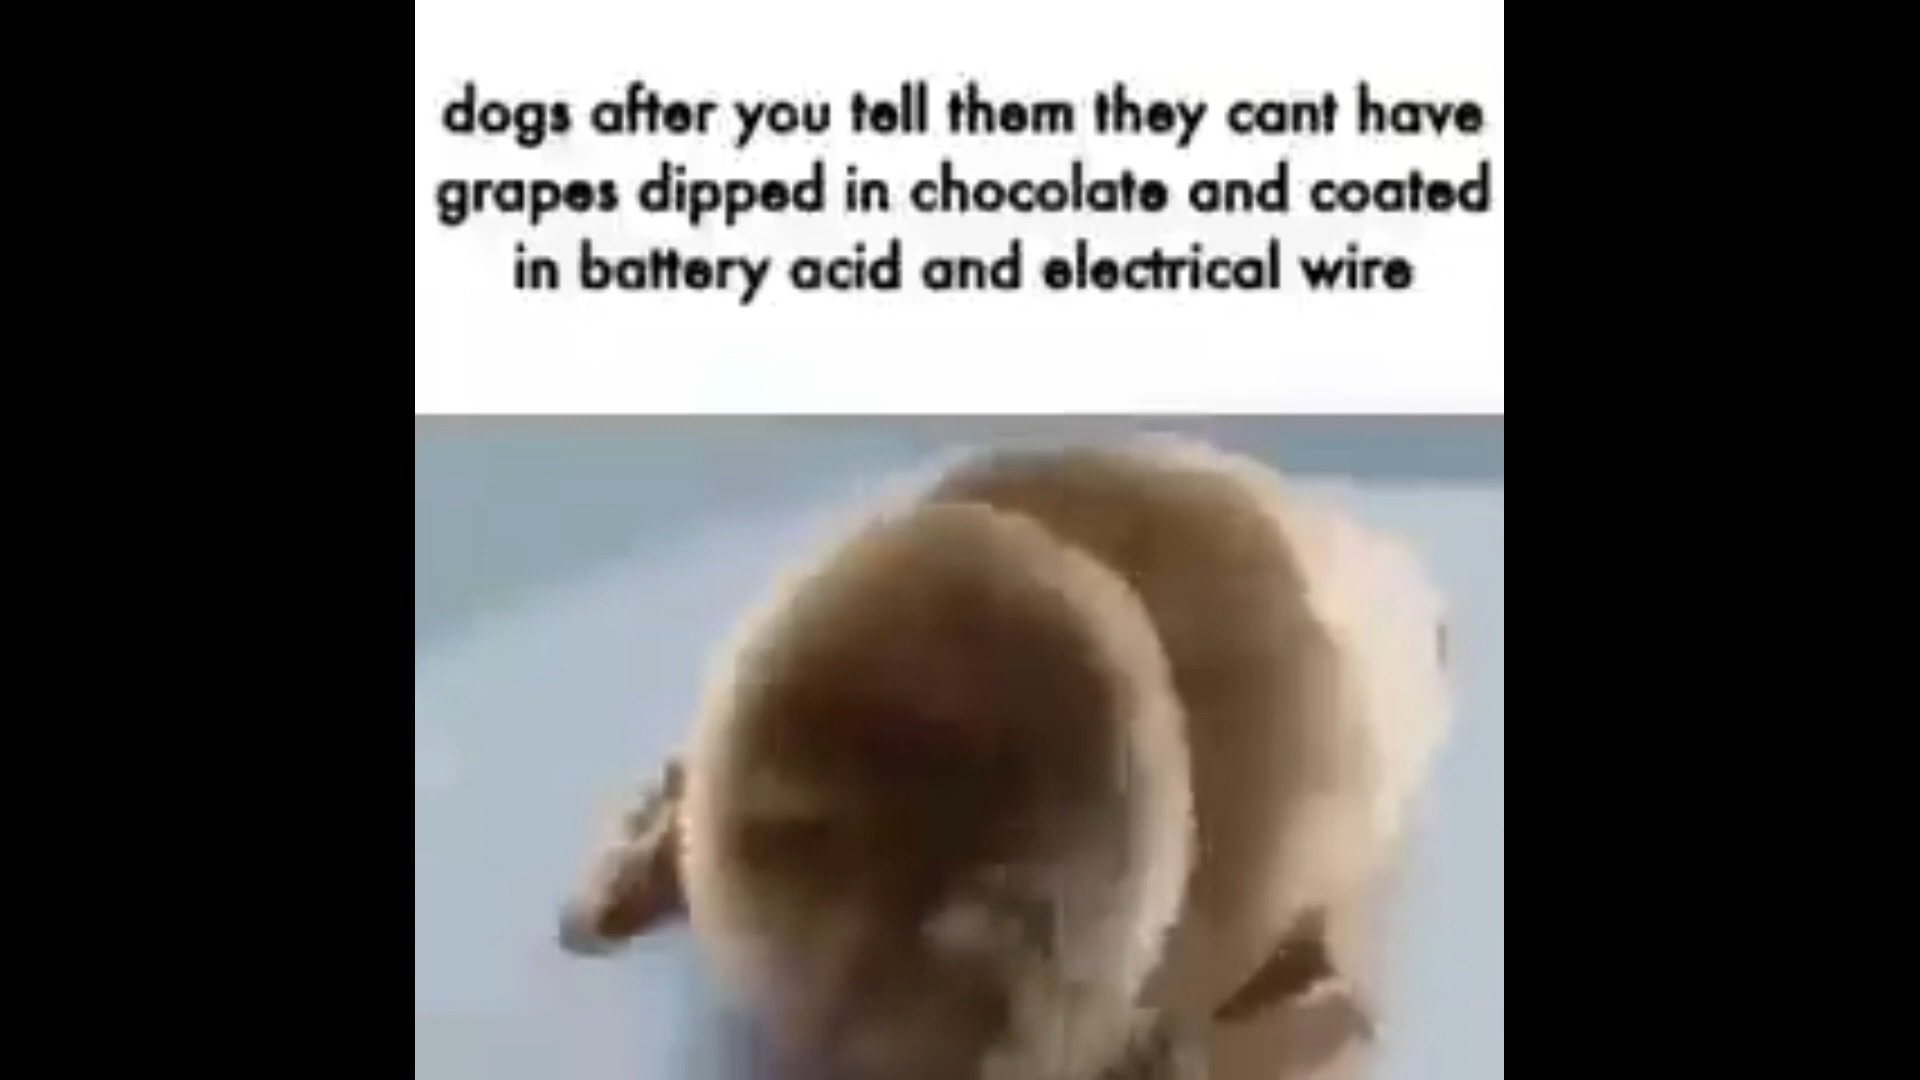 dogs after you tell them they cant have
grapes dipped in chocolate and coated
in battery acid and electrical wire